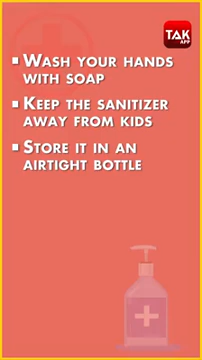 TAK
APP
▪ WASH YOUR HANDS
WITH SOAP
▪ KEEP THE SANITIZER
AWAY FROM KIDS
▪ STORE IT IN AN
AIRTIGHT BOTTLE